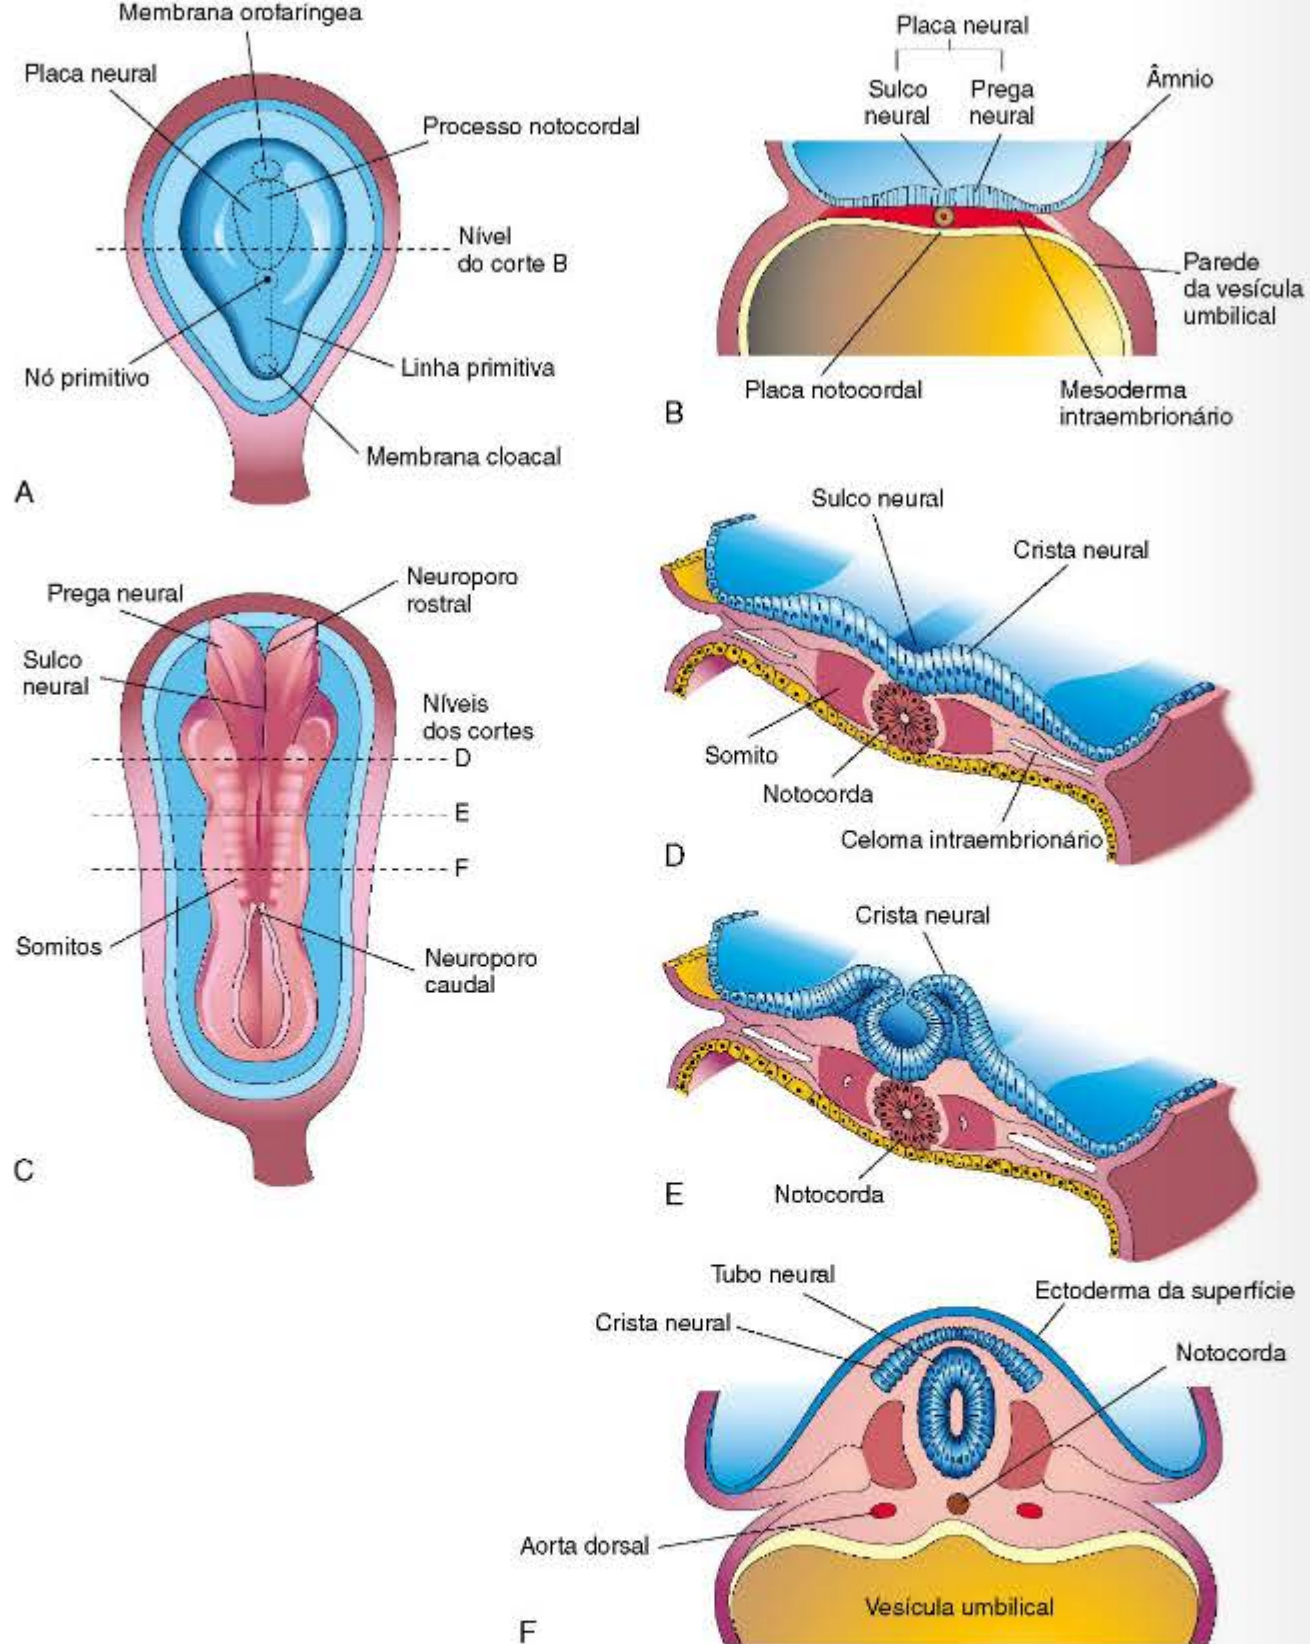 Membrana orofaríngea
Placa neural
Processo notocordal
Nível
do corte B
Nó primitivo
Linha primitiva
Membrana cloacal
A
Placa neural
Sulco
neural
Prega
neural
Âmnio
Parede
da vesícula
umbilical
Placa notocordal
Mesoderma
intraembrionário
B
Prega neural
Neuroporo
rostral
Sulco
neural
Níveis
dos cortes
D
E
F
Somitos
Neuroporo
caudal
C
Sulco neural
Crista neural
Somito
Notocorda
Celoma intraembrionário
D
Crista neural
Notocorda
E
Tubo neural
Ectoderma da superfície
Crista neural
Notocorda
Aorta dorsal
Vesícula umbilical
F